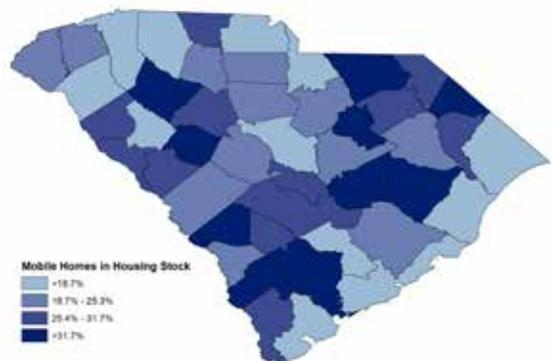 Mobile Homes in Housing Stock
<18.7%
18.7% - 25.3%
25.4% - 31.7%
>31.7%